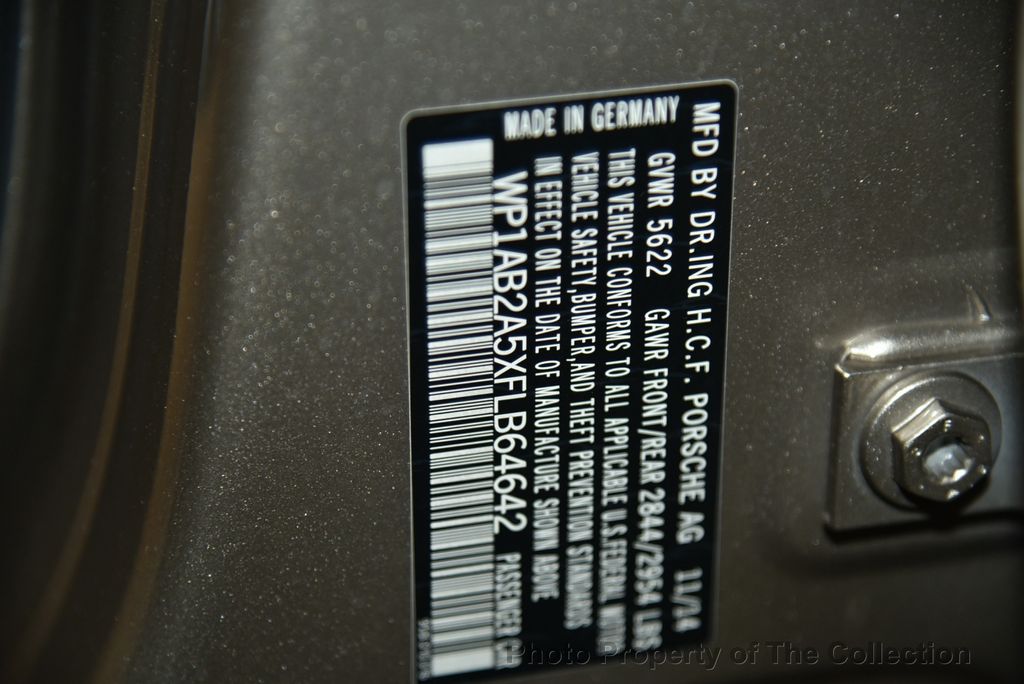 MFD BY DR.ING H.C.F. PORSCHE AG 11/14
GVWR 5622 GAWR FRONT/REAR 2844/2954 LBS
THIS VEHICLE CONFORMS TO ALL APPLICABLE U.S.FEDERAL MOTOR
VEHICLE SAFETY,BUMPER,AND THEFT PREVENTION STANDARDS
IN EFFECT ON THE DATE OF MANUFACTURE SHOWN ABOVE
WP1AB2A5XFLB64642 PASSENGER CAR
MADE IN GERMANY
Photo Property of The Collection